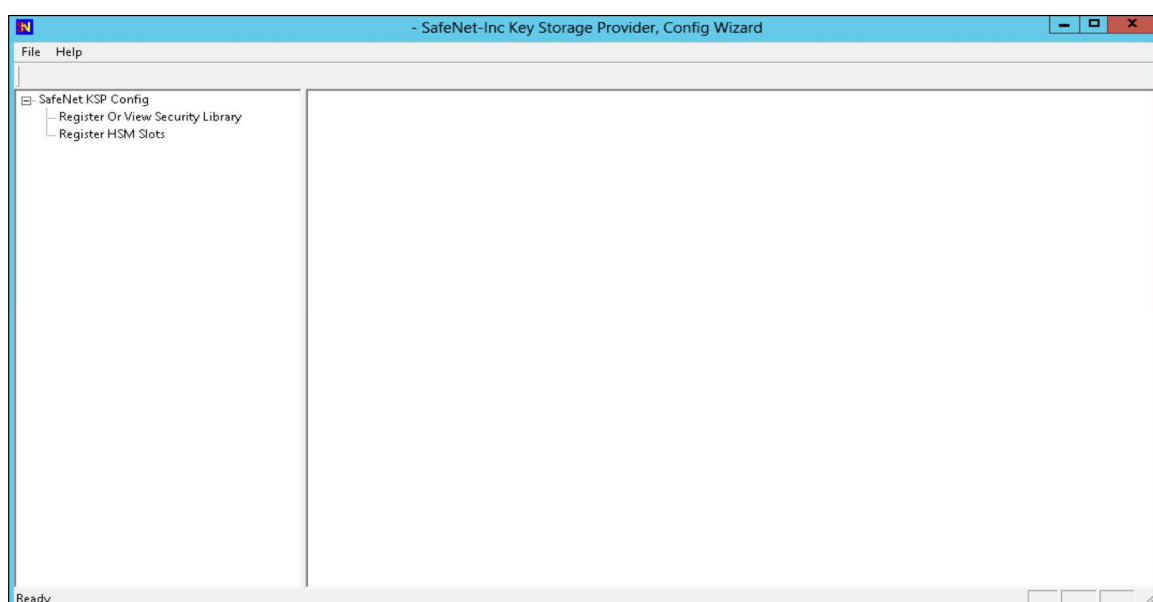 - SafeNet-Inc Key Storage Provider, Config Wizard
File Help
SafeNet KSP Config
Register Or View Security Library
Register HSM Slots
Ready